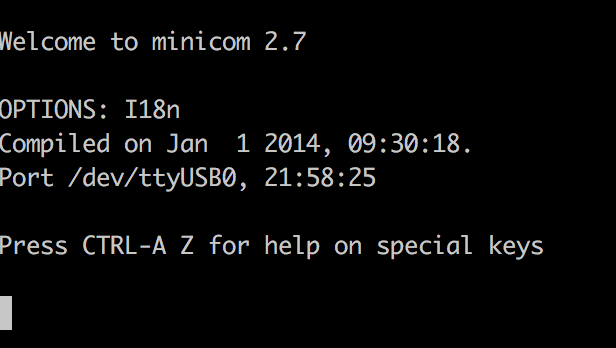 Welcome to minicom 2.7
OPTIONS: I18n
Compiled on Jan  1 2014, 09:30:18.
Port /dev/ttyUSB0, 21:58:25
Press CTRL-A Z for help on special keys